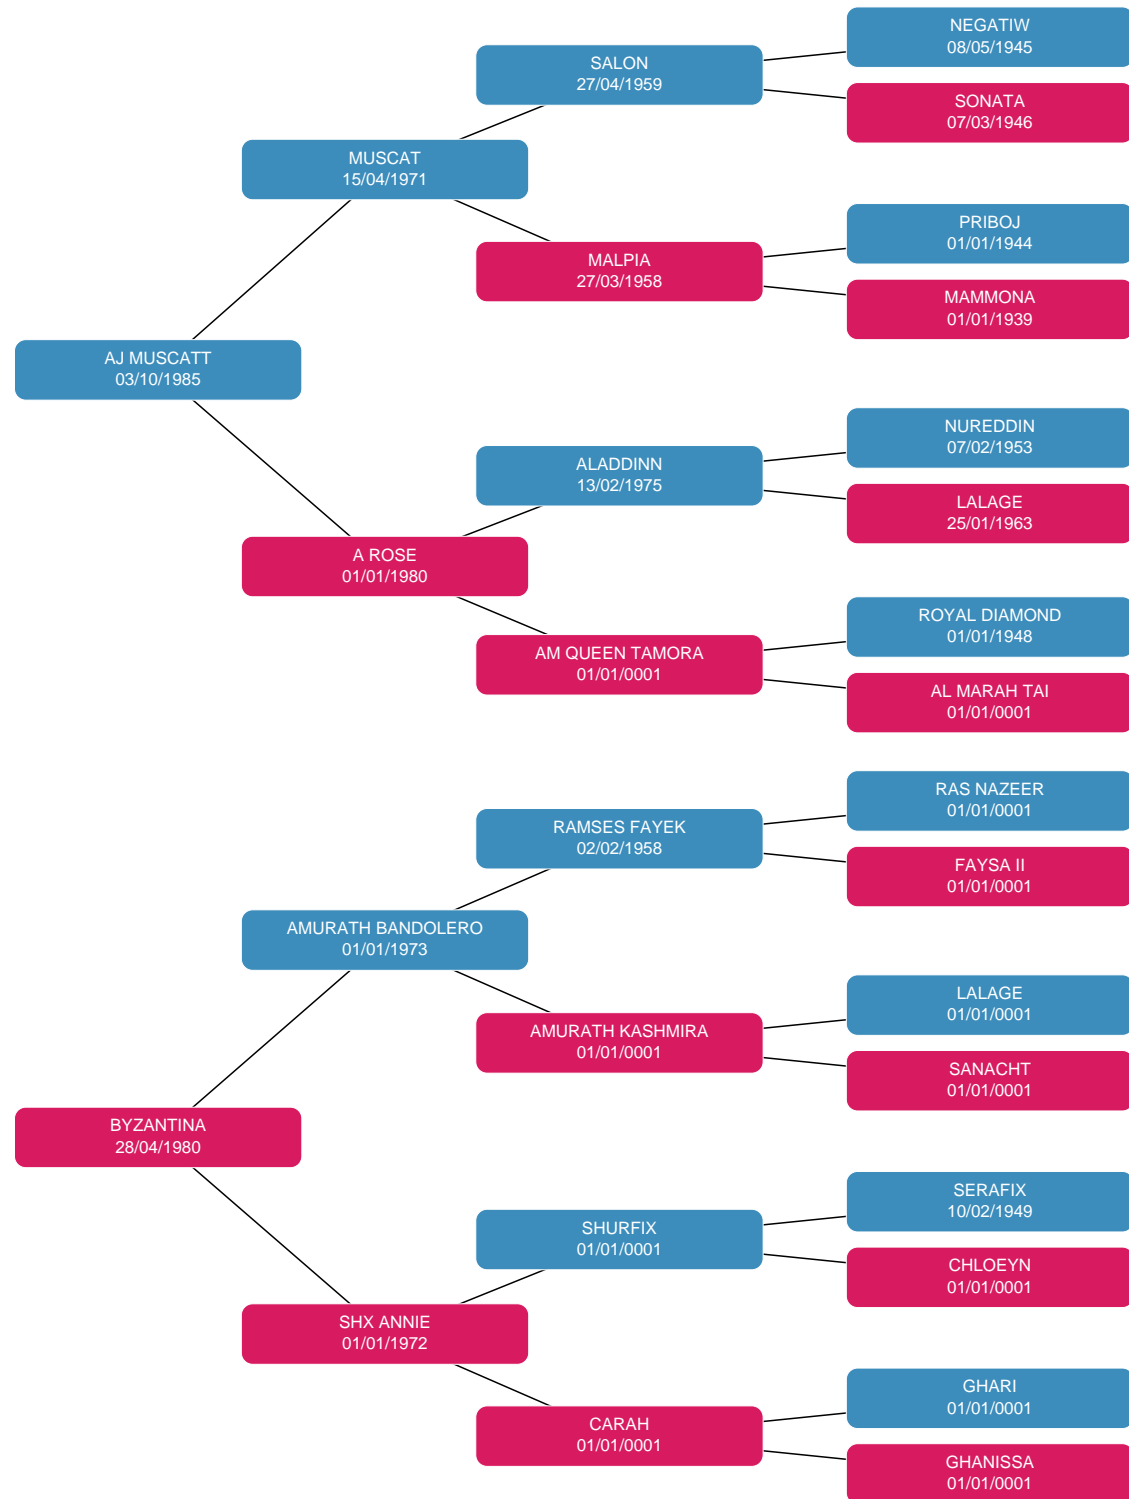 NEGATIW
08/05/1945
SALON
27/04/1959
SONATA
07/03/1946
MUSCAT
15/04/1971
PRIBOJ
01/01/1944
MALPIA
27/03/1958
MAMMONA
01/01/1939
AJ MUSCATT
03/10/1985
NUREDDIN
07/02/1953
ALADDINN
13/02/1975
LALAGE
25/01/1963
A ROSE
01/01/1980
ROYAL DIAMOND
01/01/1948
AM QUEEN TAMORA
01/01/0001
AL MARAH TAI
01/01/0001
RAS NAZEER
01/01/0001
RAMSES FAYEK
02/02/1958
FAYSA II
01/01/0001
AMURATH BANDOLERO
01/01/1973
LALAGE
01/01/0001
AMURATH KASHMIRA
01/01/0001
SANACHT
01/01/0001
BYZANTINA
28/04/1980
SERAFIX
10/02/1949
SHURFIX
01/01/0001
CHLOEYN
01/01/0001
SHX ANNIE
01/01/1972
GHARI
01/01/0001
CARAH
01/01/0001
GHANISSA
01/01/0001